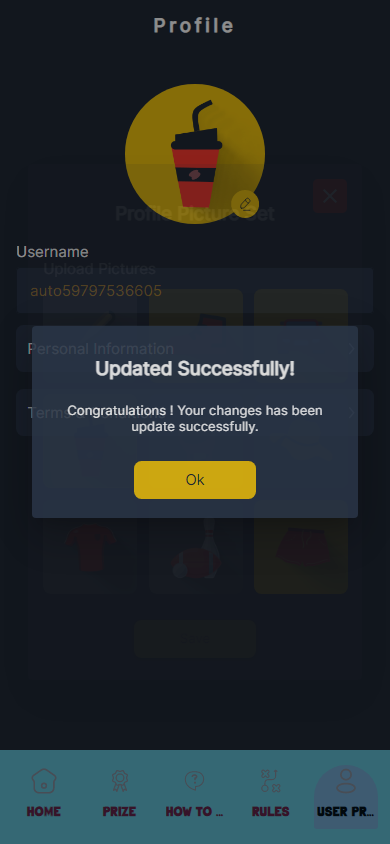 Profile
Profile Picture Set
Username
Upload Pictures
auto59797536605
Personal Information
Updated Successfully!
Congratulations ! Your changes has been
update successfully.
Terms
Ok
HOME
PRIZE
HOW TO ...
RULES
USER PR...